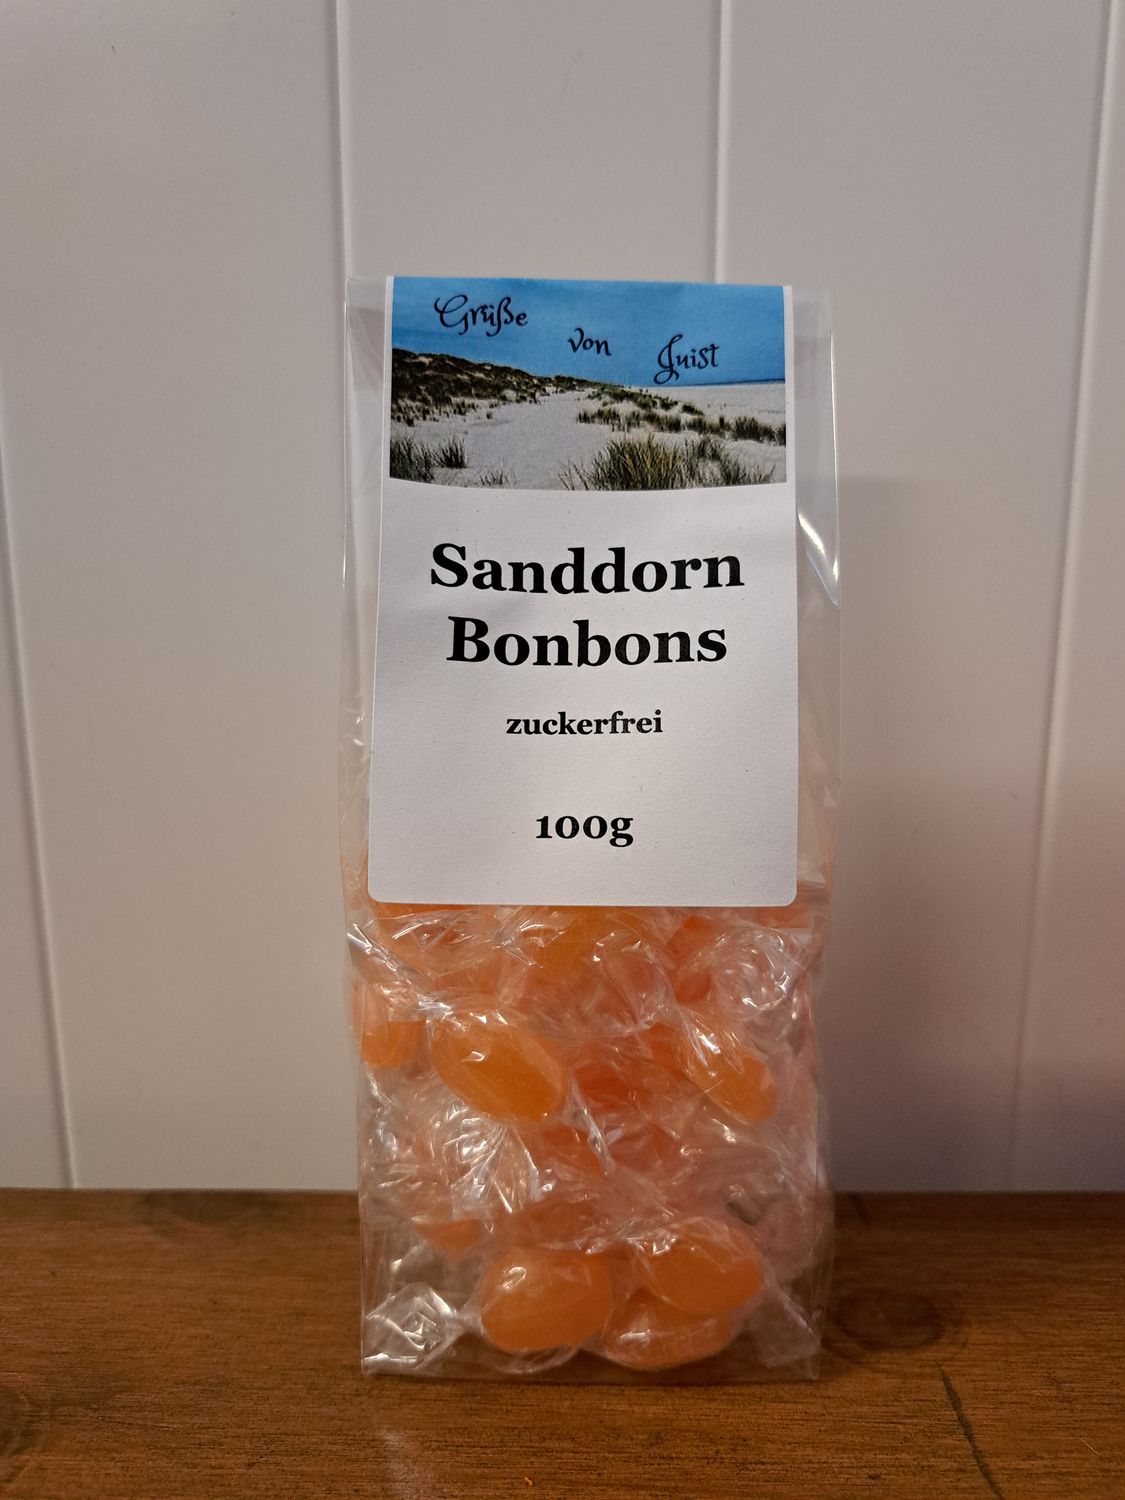 Grüße von Juist
Sanddorn
Bonbons
zuckerfrei
100g